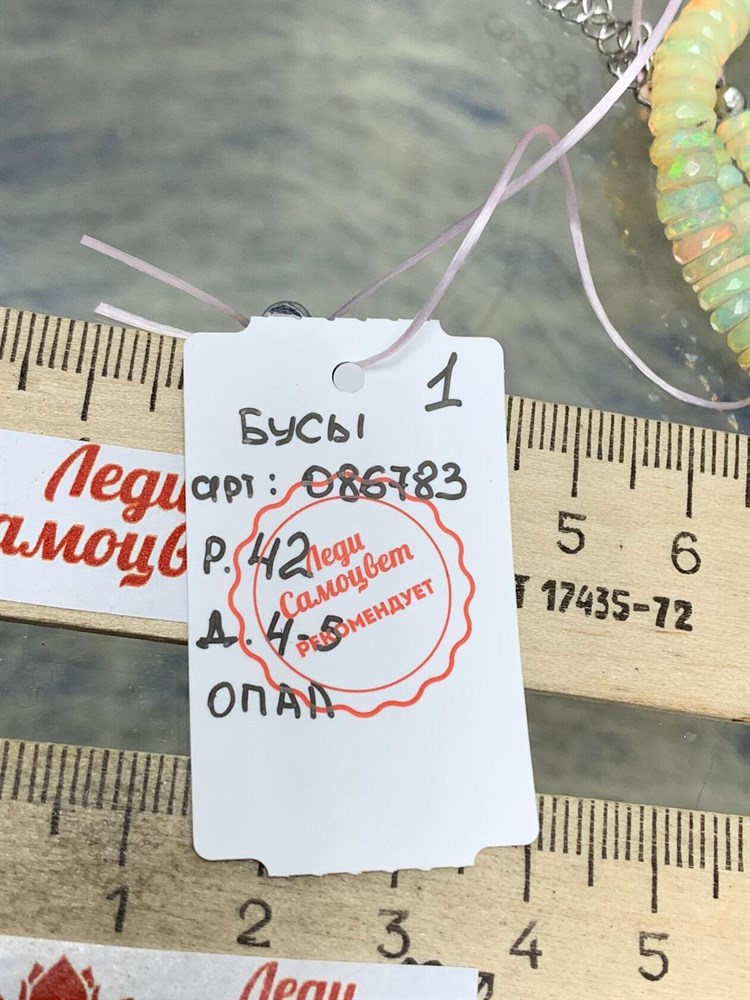 1
БУСЫ
арт: 086783
Р. 42
Д. 4-5
ОПАЛ
Леди
Самоцвет
РЕКОМЕНДУЕТ
Леди
Самоцв
5 6
17435-72
1 2 3 4 5
Леди